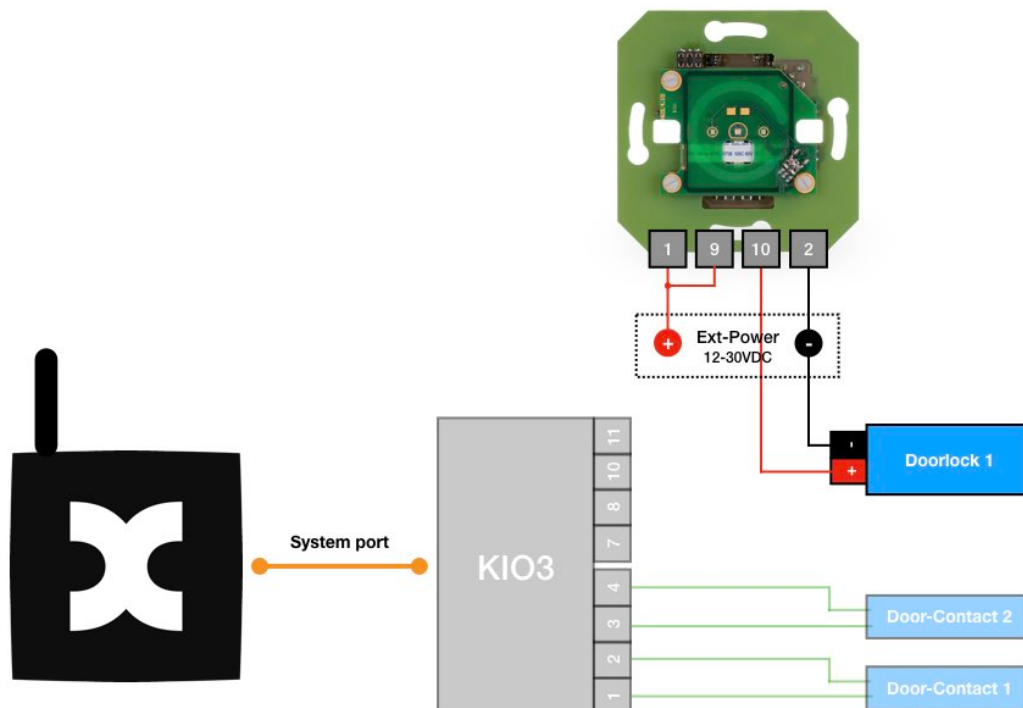 1 9 10 2
+ Ext-Power -
12-30VDC
-
+
Doorlock 1
System port
KIO3
11
10
8
7
4
3
2
1
Door-Contact 2
Door-Contact 1